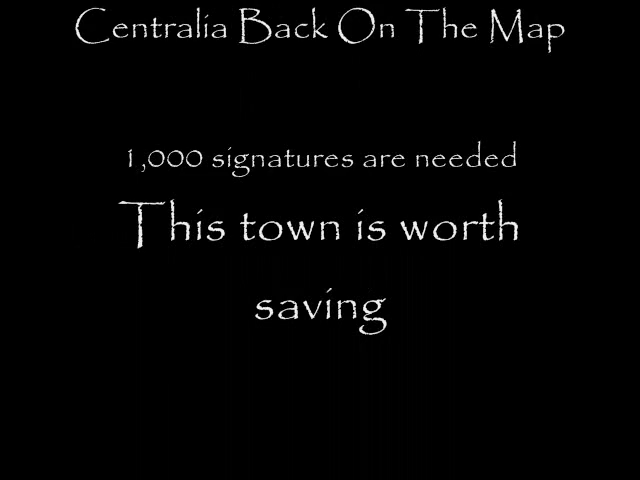 Centralia Back On The Map
1,000 signatures are needed
This town is worth
saving